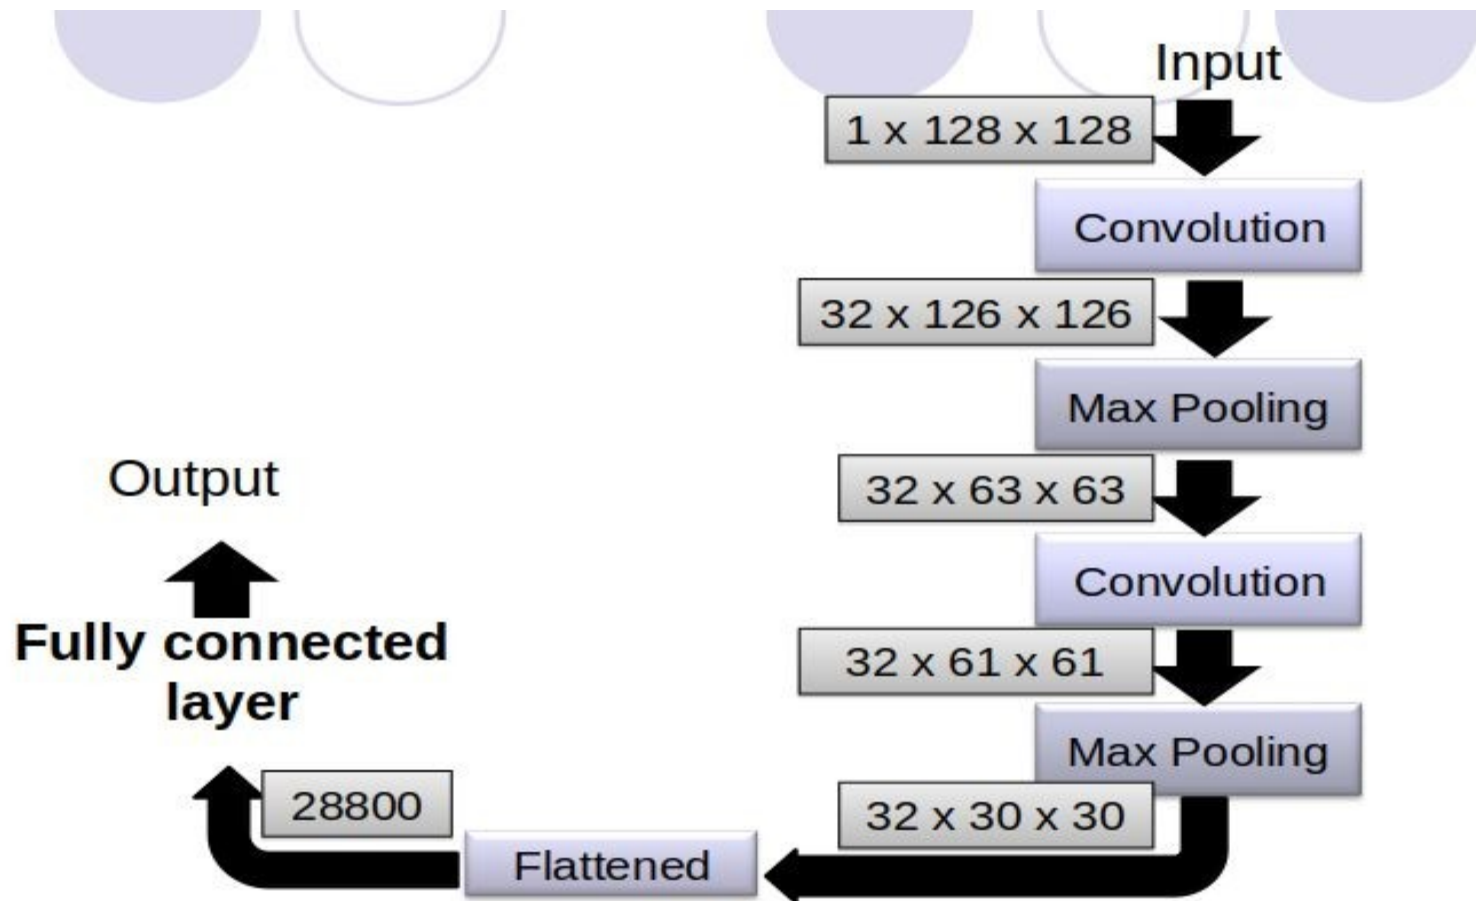 Input
1 x 128 x 128
Convolution
32 x 126 x 126
Max Pooling
32 x 63 x 63
Convolution
32 x 61 x 61
Max Pooling
32 x 30 x 30
Flattened
28800
Fully connected
layer
Output